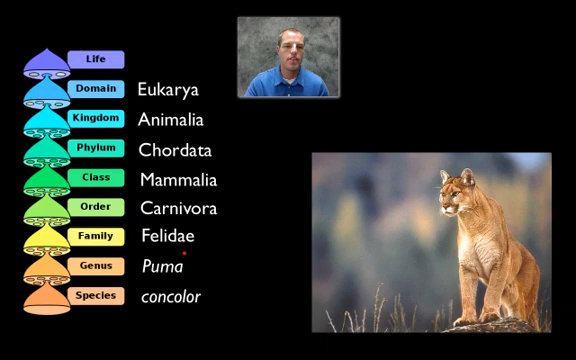 Life
Domain Eukarya
Kingdom Animalia
Phylum Chordata
Class Mammalia
Order Carnivora
Family Felidae
Genus Puma
Species concolor